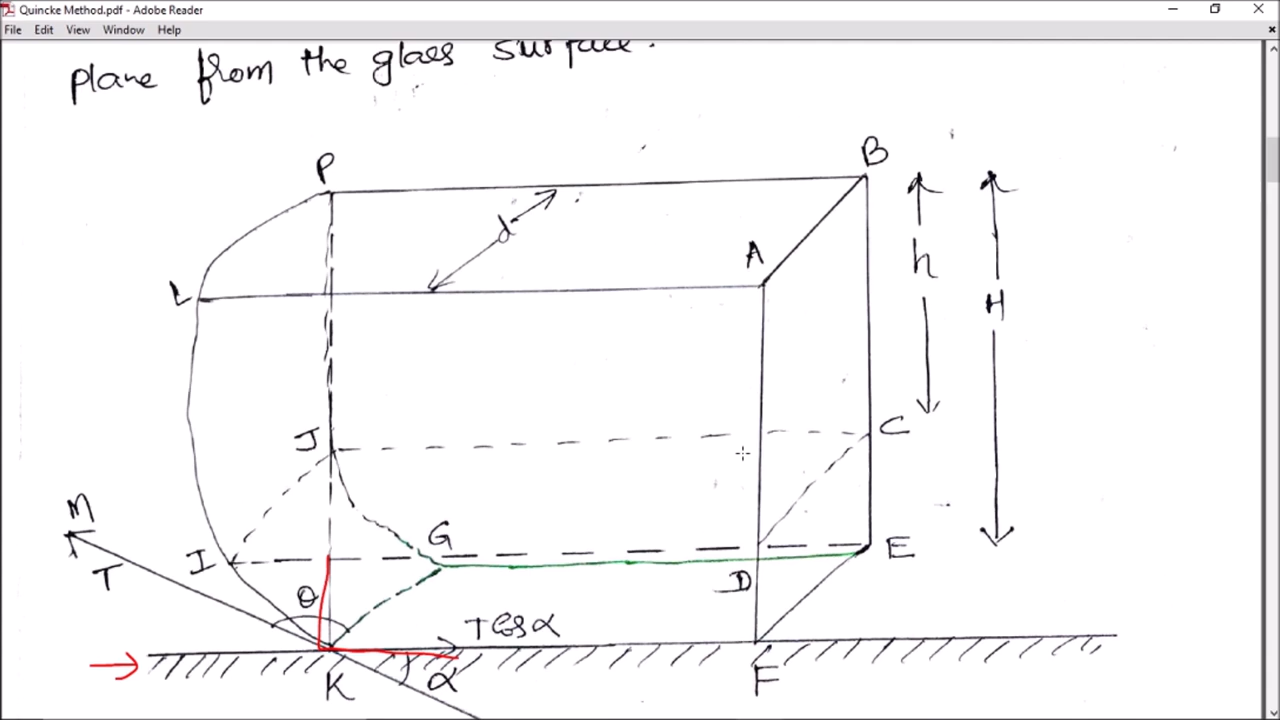 Quincke Method.pdf - Adobe Reader
File Edit View Window Help
plane from the glass surface.
P
B
d
A
h
L
H
J
C
M
G
I
E
T
D
θ
T Cos α
α
K
F